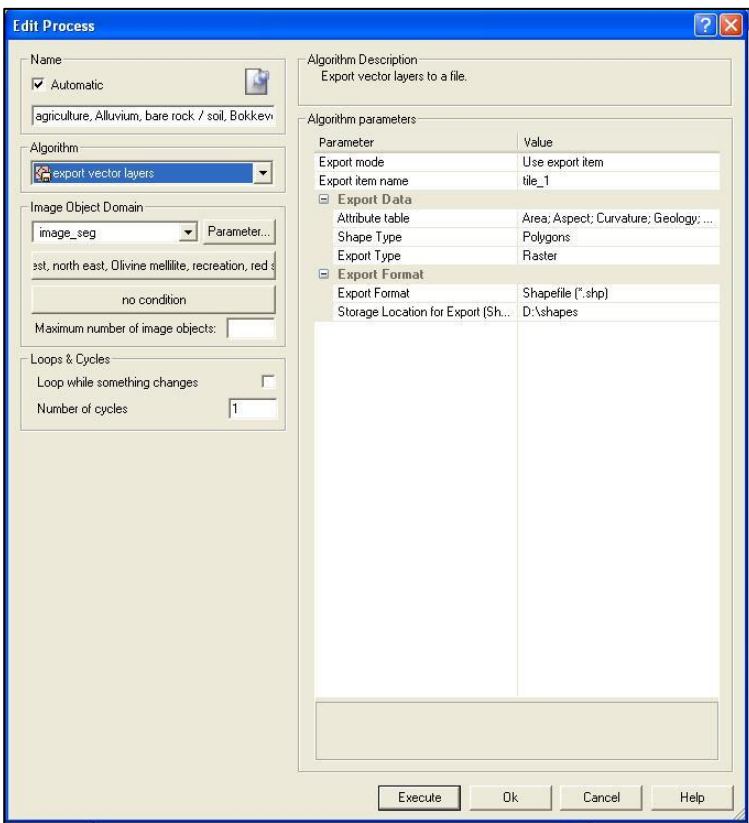 Edit Process
Name
Automatic
agriculture, Alluvium, bare rock / soil, Bokkev
Algorithm
export vector layers
Image Object Domain
image_seg
Parameter...
est, north east, Olivine mellilite, recreation, red s
no condition
Maximum number of image objects:
Loops & Cycles
Loop while something changes
Number of cycles 1
Algorithm Description
Export vector layers to a file.
Algorithm parameters
Parameter Value
Export mode Use export item
Export item name tile_1
Export Data
Attribute table Area; Aspect; Curvature; Geology; ...
Shape Type Polygons
Export Type Raster
Export Format
Export Format Shapefile (*.shp)
Storage Location for Export (Sh... D:\shapes
Execute Ok Cancel Help